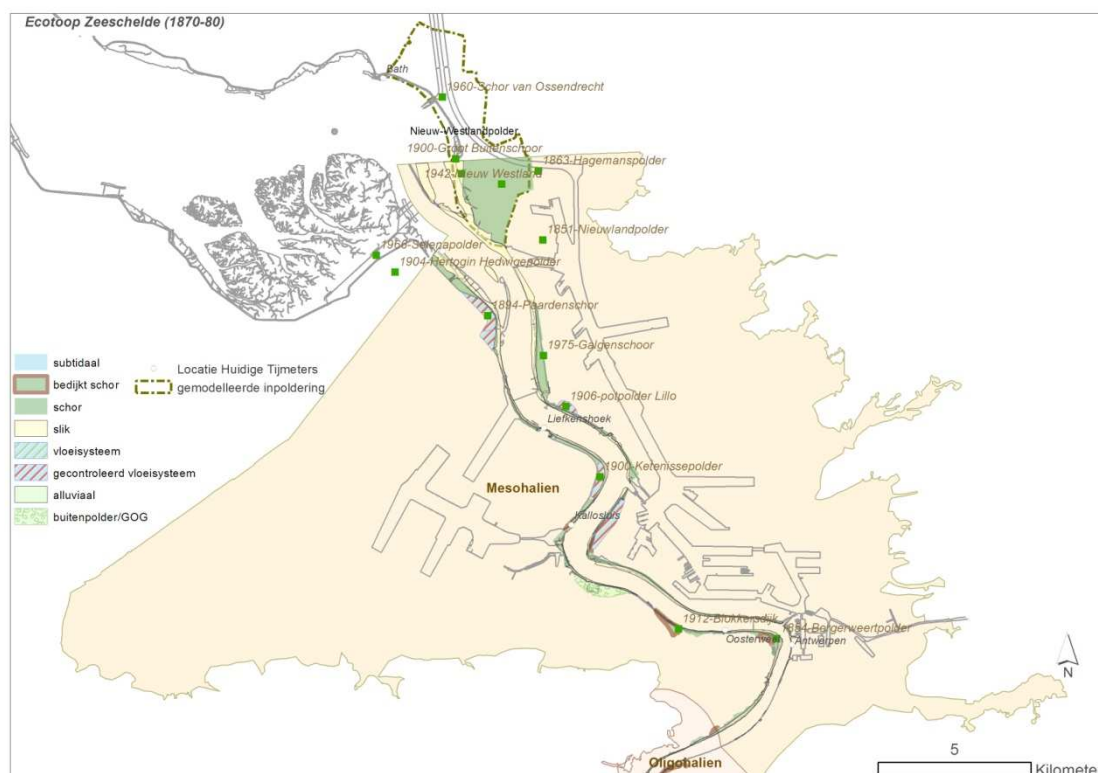 Ecotoop Zeeschelde (1870-80)
Bath
1960-Schor van Ossendrecht
Nieuw-Westlandpolder
1900-Groot Buitenschoor
1863-Hagemanspolder
1942-Nieuw Westland
1851-Nieuwlandpolder
1966-Selenapolder
1904-Hertogin Hedwigepolder
1894-Paardenschor
1975-Galgenschoor
1906-potpolder Lillo
Liefkenshoek
1900-Ketenissepolder
Mesohalien
Kallosluis
1912-Blokkersdijk
1854-Borgerweertpolder
Oosterweel
Antwerpen
Oligohalien
subtidaal
bedijkt schor
schor
slik
vloeisysteem
gecontroleerd vloeisysteem
alluviaal
buitenpolder/GOG
Locatie Huidige Tijmeters
gemodelleerde inpoldering
N
5
Kilomete